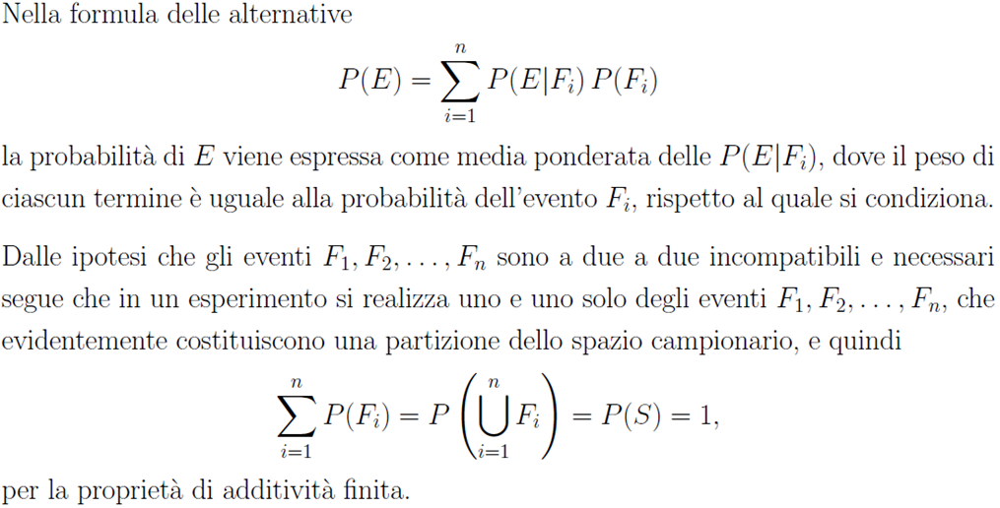 Nella formula delle alternative
P(E) = \sum_{i=1}^{n} P(E|F_i) P(F_i)
la probabilità di E viene espressa come media ponderata delle P(E|F_i), dove il peso di
ciascun termine è uguale alla probabilità dell'evento F_i, rispetto al quale si condiziona.
Dalle ipotesi che gli eventi F_1, F_2, . . . , F_n sono a due a due incompatibili e necessari
segue che in un esperimento si realizza uno e uno solo degli eventi F_1, F_2, . . . , F_n, che
evidentemente costituiscono una partizione dello spazio campionario, e quindi
\sum_{i=1}^{n} P(F_i) = P \left( \bigcup_{i=1}^{n} F_i \right) = P(S) = 1,
per la proprietà di additività finita.